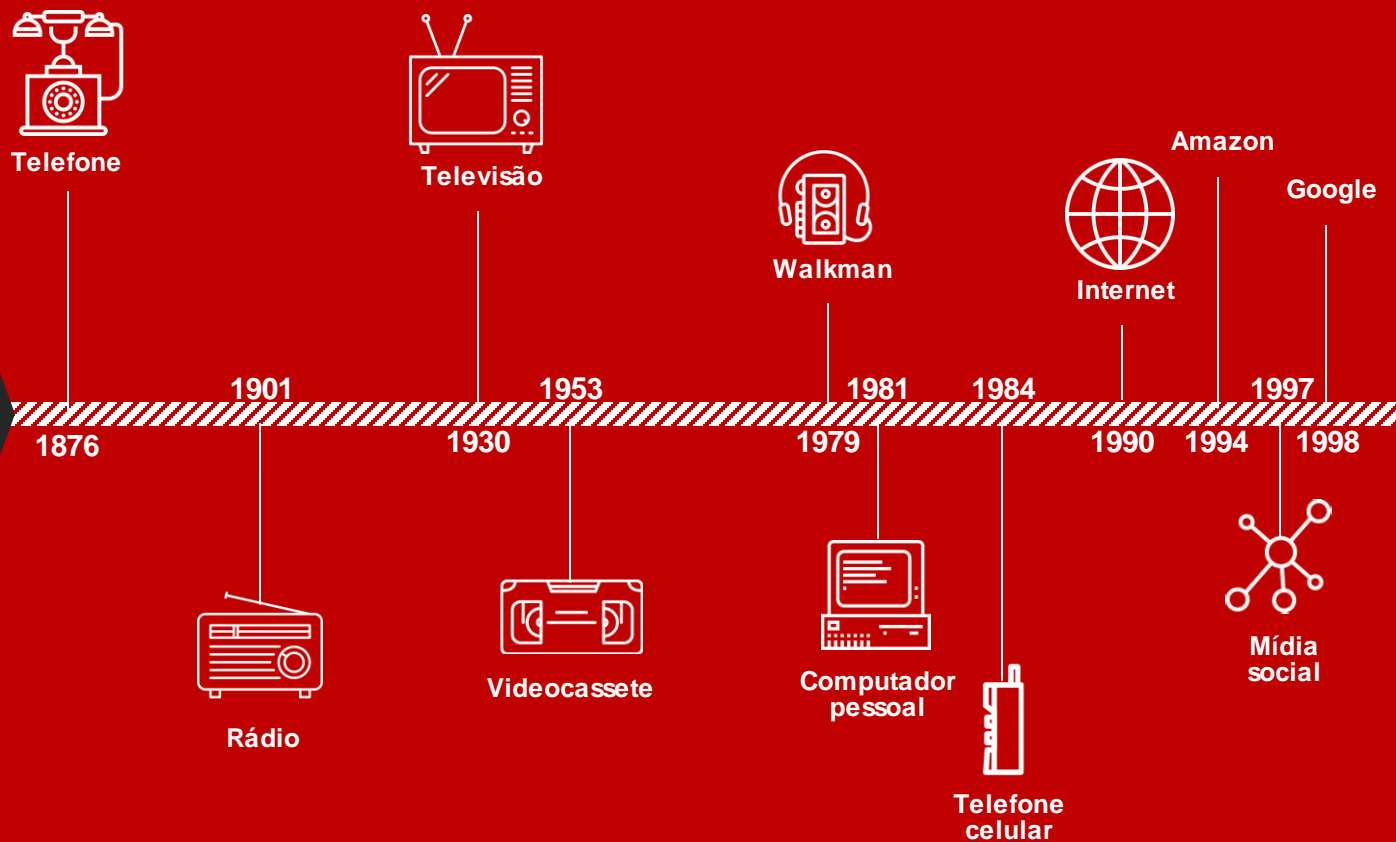 Telefone
Televisão
Walkman
Internet
Amazon
Google
1901
1953
1981
1984
1997
1876
1930
1979
1990
1994
1998
Rádio
Videocassete
Computador
pessoal
Telefone
celular
Mídia
social